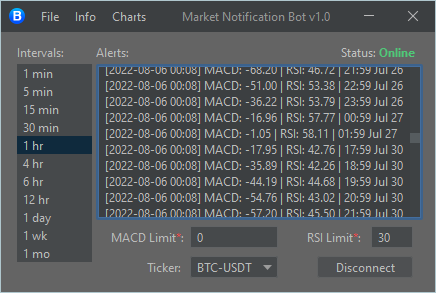 B File Info Charts Market Notification Bot v1.0
Intervals: Alerts: Status: Online
1 min
5 min
15 min
30 min
1 hr
4 hr
6 hr
12 hr
1 day
1 wk
1 mo
[2022-08-06 00:08] MACD: -68.20 | RSI: 46.72 | 21:59 Jul 26
[2022-08-06 00:08] MACD: -51.00 | RSI: 53.38 | 22:59 Jul 26
[2022-08-06 00:08] MACD: -36.22 | RSI: 53.79 | 23:59 Jul 26
[2022-08-06 00:08] MACD: -16.96 | RSI: 57.77 | 00:59 Jul 27
[2022-08-06 00:08] MACD: -1.05 | RSI: 58.11 | 01:59 Jul 27
[2022-08-06 00:08] MACD: -17.95 | RSI: 42.76 | 17:59 Jul 30
[2022-08-06 00:08] MACD: -35.89 | RSI: 42.26 | 18:59 Jul 30
[2022-08-06 00:08] MACD: -44.19 | RSI: 44.68 | 19:59 Jul 30
[2022-08-06 00:08] MACD: -54.76 | RSI: 43.02 | 20:59 Jul 30
[2022-08-06 00:08] MACD: -57.20 | RSI: 45.50 | 21:59 Jul 30
MACD Limit*: 0 RSI Limit*: 30
Ticker: BTC-USDT Disconnect